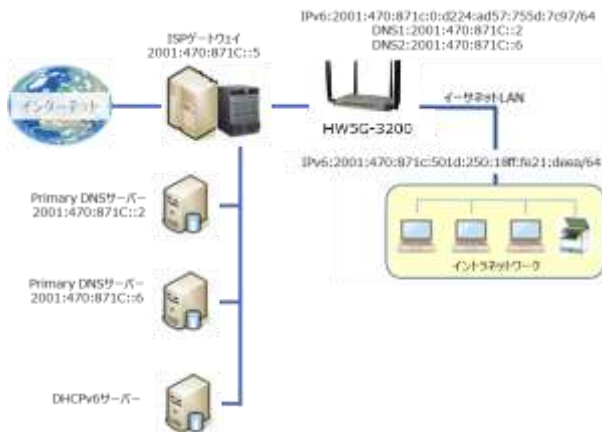 IPv6:2001:470:871c:0:d224:ad57:755d:7c97/64
DNS1:2001:470:871C::2
DNS2:2001:470:871C::6
ISPゲートウェイ
2001:470:871C::5
インターネット
イーサネットLAN
HW5G-3200
IPv6:2001:470:871c:501d:250:18ff:fe21:deea/64
Primary DNSサーバー
2001:470:871C::2
イントラネットワーク
Primary DNSサーバー
2001:470:871C::6
DHCPv6サーバー